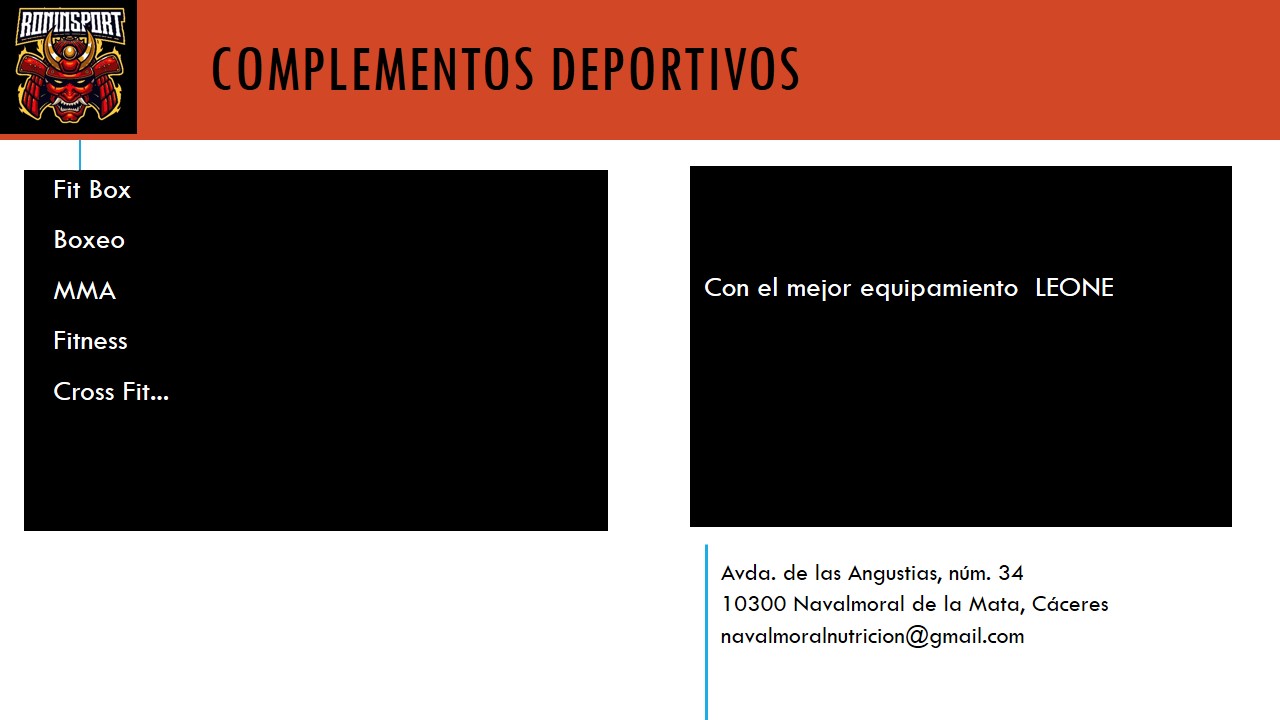 RONINSPORT
COMPLEMENTOS DEPORTIVOS
Fit Box
Boxeo
MMA
Fitness
Cross Fit...
Con el mejor equipamiento  LEONE
Avda. de las Angustias, núm. 34
10300 Navalmoral de la Mata, Cáceres
navalmoralnutricion@gmail.com